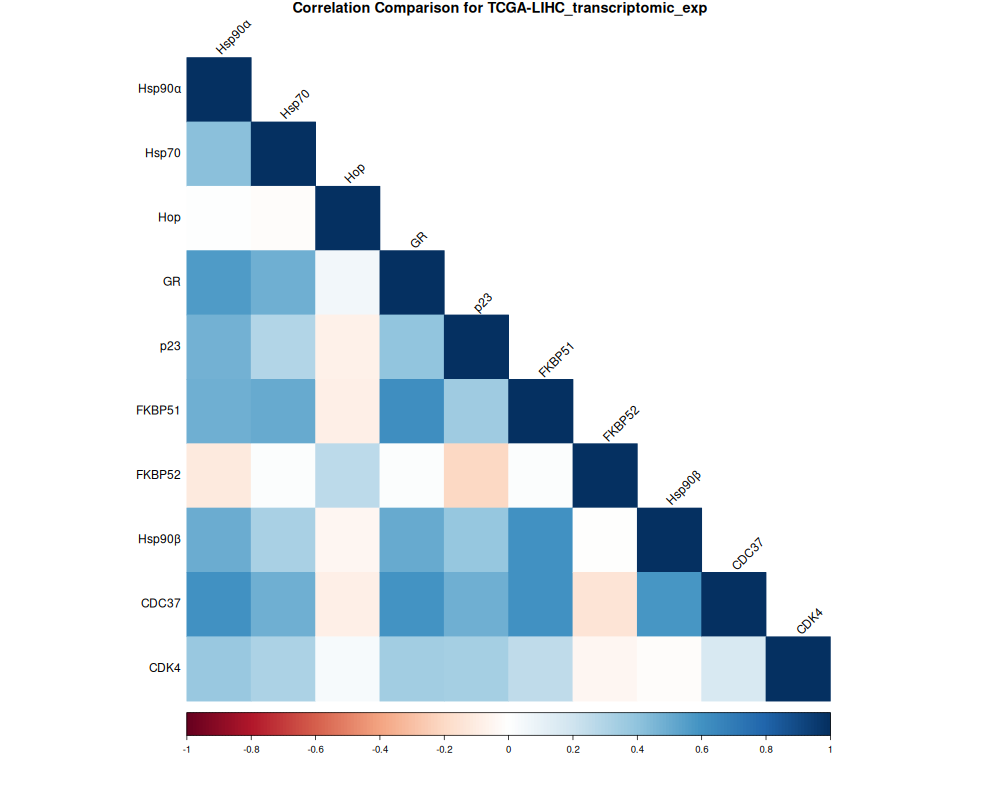 Correlation Comparison for TCGA-LIHC_transcriptomic_exp
Hsp90α
Hsp90α
Hsp70
Hsp70
Hop
Hop
GR
GR
p23
p23
FKBP51
FKBP51
FKBP52
FKBP52
Hsp90β
Hsp90β
CDC37
CDC37
CDK4
CDK4
-1 -0.8 -0.6 -0.4 -0.2 0 0.2 0.4 0.6 0.8 1